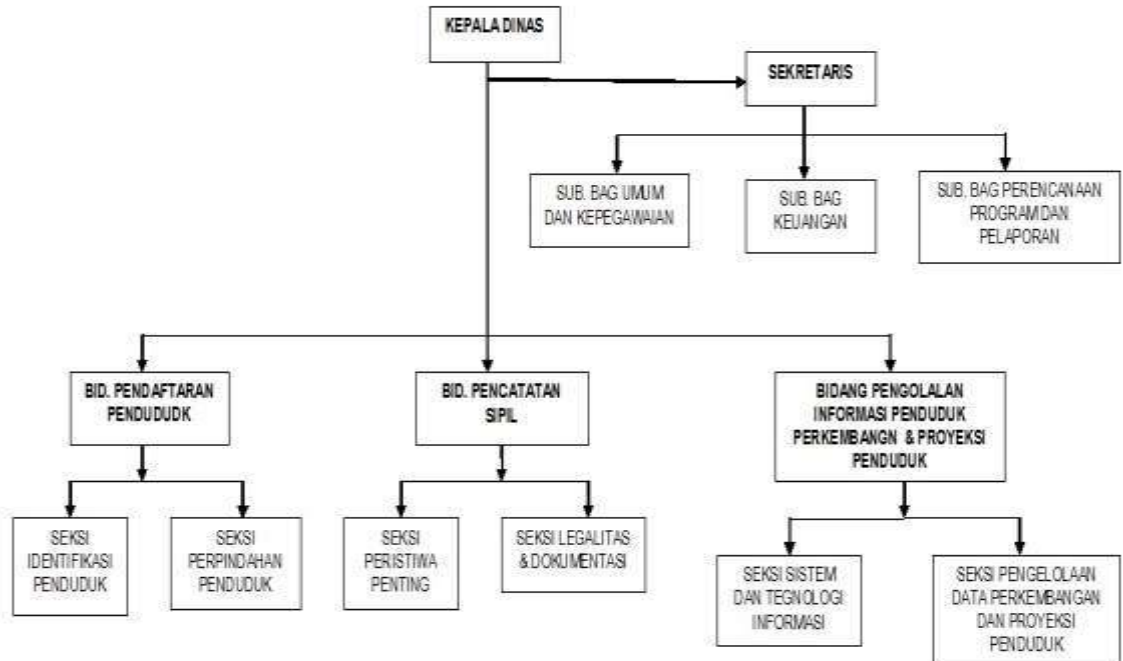 KEPALA DINAS
SEKRETARIS
SUB. BAG UMUM
DAN KEPEGAWAIAN
SUB. BAG
KEUANGAN
SUB. BAG PERENCANAAN
PROGRAM DAN
PELAPORAN
BID. PENDAFTARAN
PENDUDUDK
BID. PENCATATAN
SIPIL
BIDANG PENGOLALAN
INFORMASI PENDUDUK
PERKEMBANGN & PROYEKSI
PENDUDUK
SEKSI
IDENTIFIKASI
PENDUDUK
SEKSI
PERPINDAHAN
PENDUDUK
SEKSI
PERISTIWA
PENTING
SEKSI LEGALITAS
& DOKUMENTASI
SEKSI SISTEM
DAN TEGNOLOGI
INFORMASI
SEKSI PENGELOLAAN
DATA PERKEMBANGAN
DAN PROYEKSI
PENDUDUK